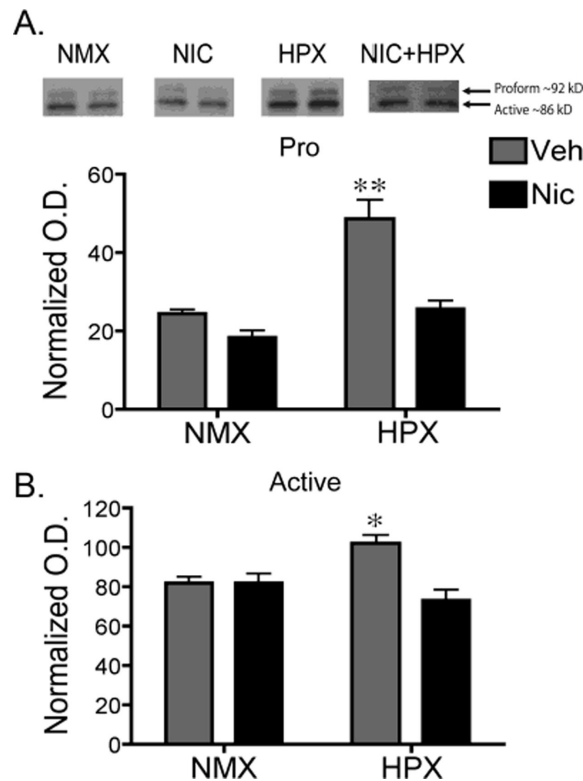 A.
NMX NIC HPX NIC+HPX
Proform ~92 kD
Active ~86 kD
Pro
Veh
Nic
**
60
40
20
0
Normalized O.D.
NMX HPX
B.
Active
*
120
100
80
60
40
20
0
Normalized O.D.
NMX HPX